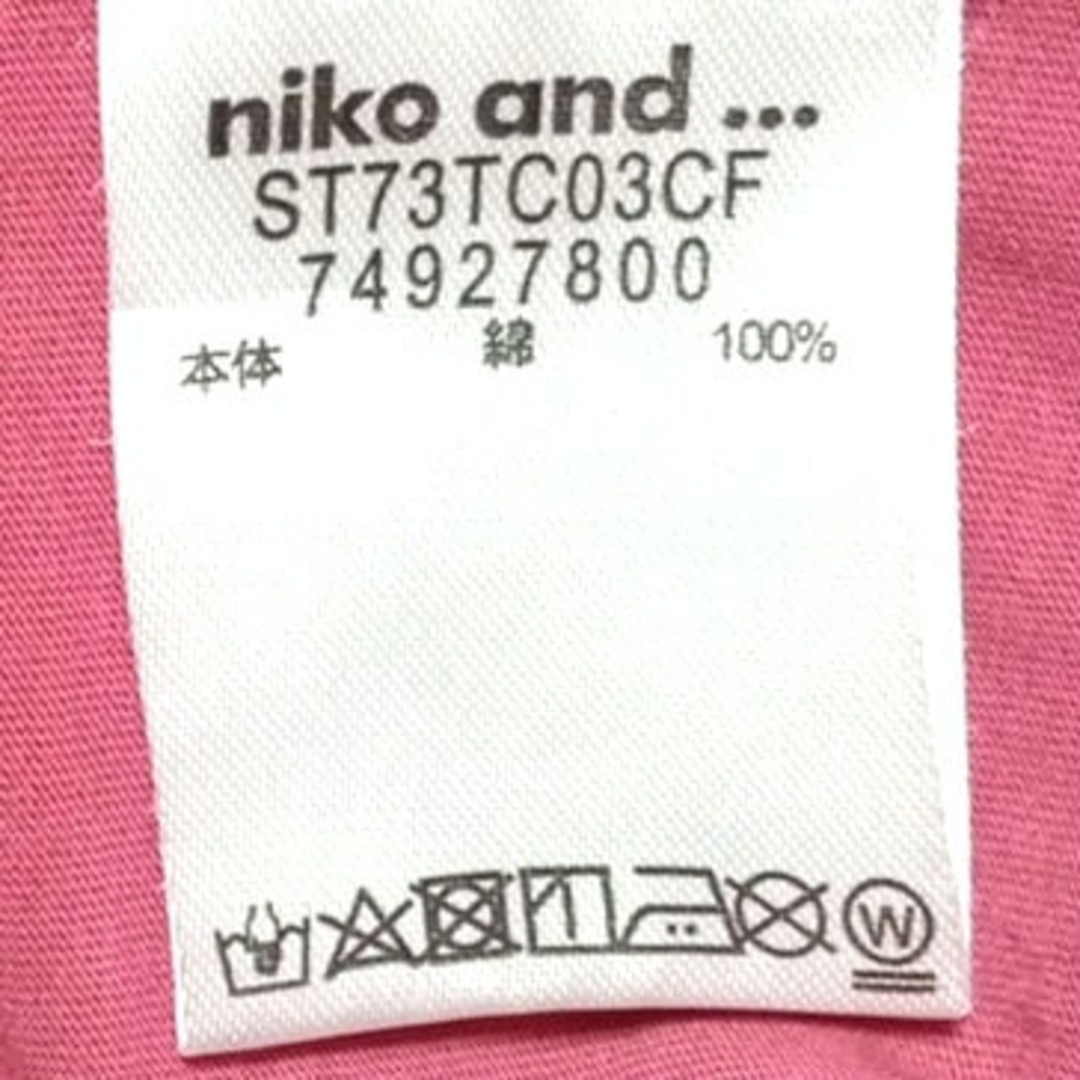 niko and ...
ST73TC03CF
74927800
本体 綿 100%
W